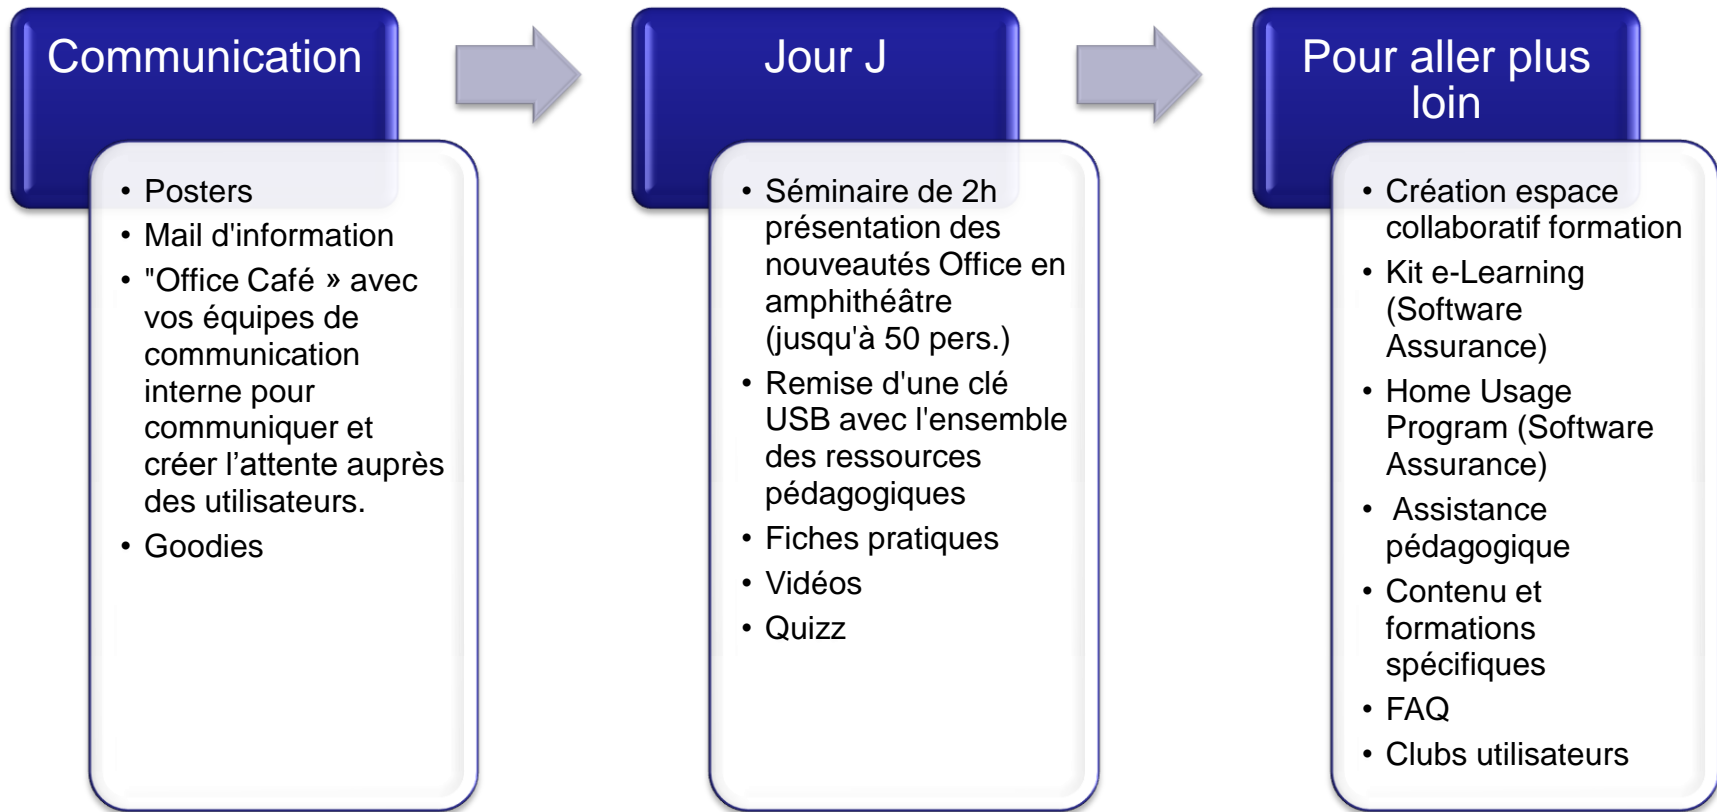 Communication
• Posters
• Mail d'information
• "Office Café » avec
vos équipes de
communication
interne pour
communiquer et
créer l’attente auprès
des utilisateurs.
• Goodies
Jour J
• Séminaire de 2h
présentation des
nouveautés Office en
amphithéâtre
(jusqu'à 50 pers.)
• Remise d'une clé
USB avec l'ensemble
des ressources
pédagogiques
• Fiches pratiques
• Vidéos
• Quizz
Pour aller plus
loin
• Création espace
collaboratif formation
• Kit e-Learning
(Software
Assurance)
• Home Usage
Program (Software
Assurance)
• Assistance
pédagogique
• Contenu et
formations
spécifiques
• FAQ
• Clubs utilisateurs